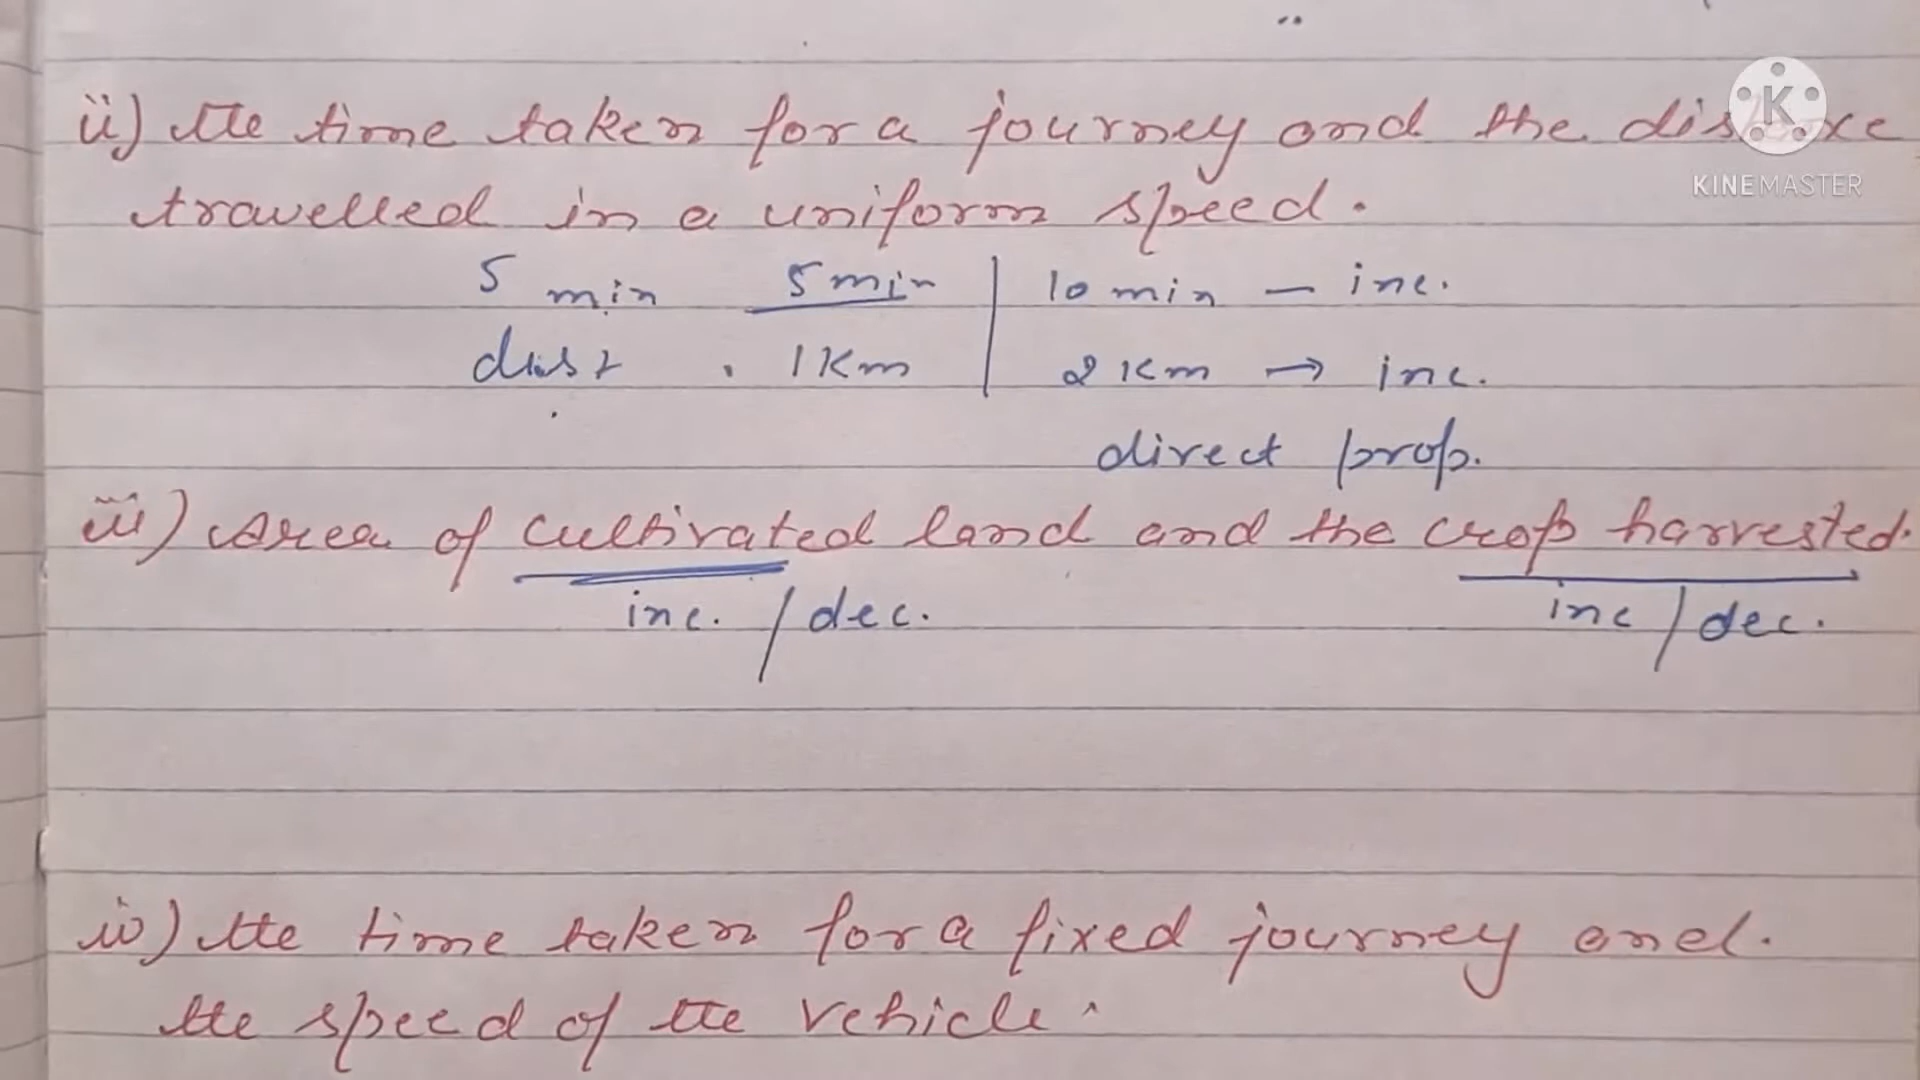 ii) the time taken for a journey and the distance
travelled in a uniform speed.
5 min 5 min | 10 min - inc.
dist . 1 Km | 2 Km → inc.
direct prop.
iii) Area of cultivated land and the crop harvested.
inc. / dec. inc / dec.
iv) the time taken for a fixed journey and.
the speed of the vehicle.
K
KINEMASTER